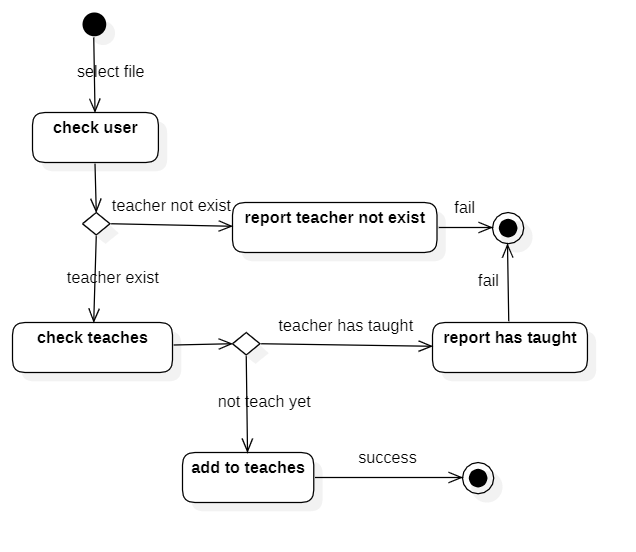 select file
check user
teacher not exist
report teacher not exist
fail
teacher exist
fail
check teaches
teacher has taught
report has taught
not teach yet
add to teaches
success